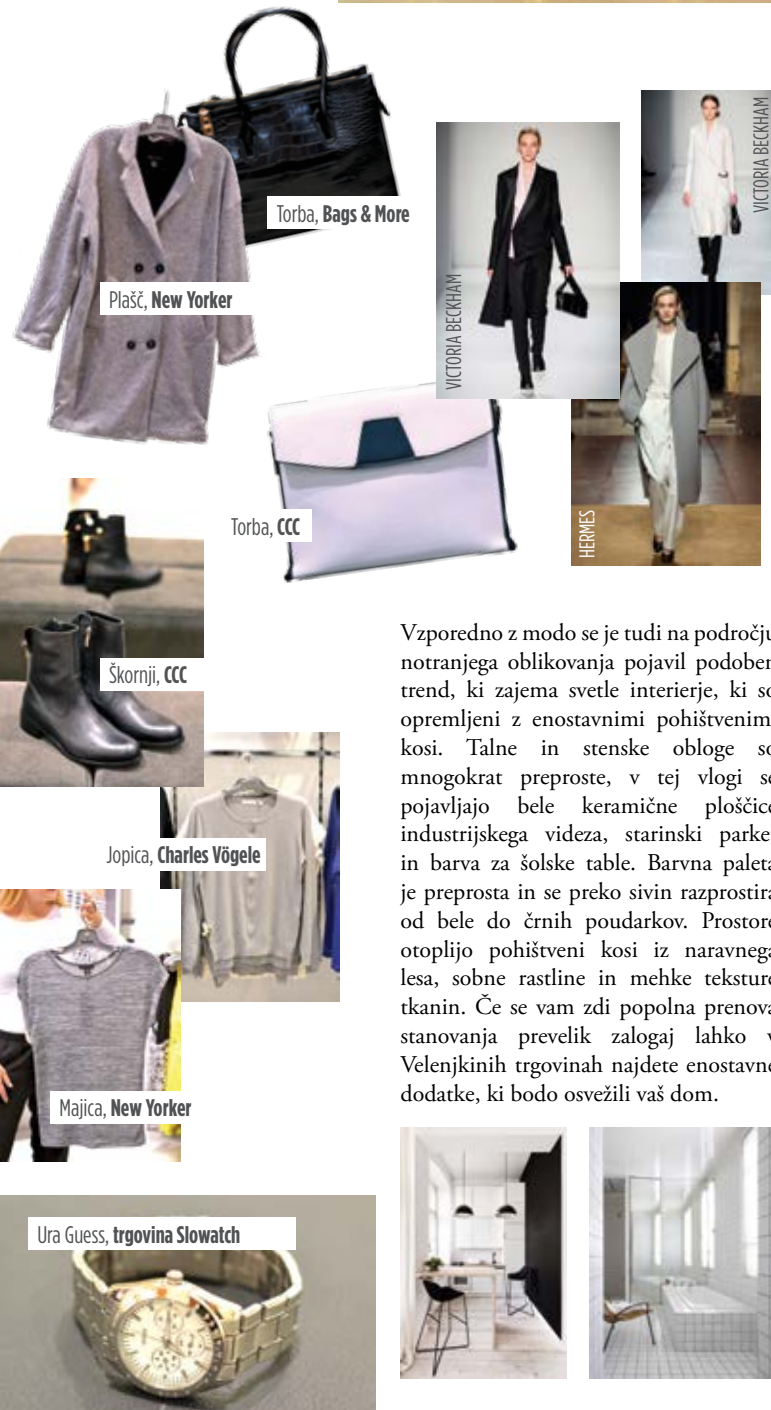 Torba, Bags & More
Plašč, New Yorker
VICTORIA BECKHAM
VICTORIA BECKHAM
HERMES
Torba, CCC
Škornji, CCC
Jopica, Charles Vögele
Majica, New Yorker
Ura Guess, trgovina Slowatch
Vzporedno z modo se je tudi na področju
notranjega oblikovanja pojavil podoben
trend, ki zajema svetle interierje, ki so
opremljeni z enostavnimi pohištvenimi
kosi. Talne in stenske obloge so
mnogokrat preproste, v tej vlogi se
pojavljajo bele keramične ploščice
industrijskega videza, starinski parket
in barva za šolske table. Barvna paleta
je preprosta in se preko sivin razprostira
od bele do črnih poudarkov. Prostore
otoplijo pohištveni kosi iz naravnega
lesa, sobne rastline in mehke teksture
tkanin. Če se vam zdi popolna prenova
stanovanja prevelik zalogaj lahko v
Velenjkinih trgovinah najdete enostavne
dodatke, ki bodo osvežili vaš dom.